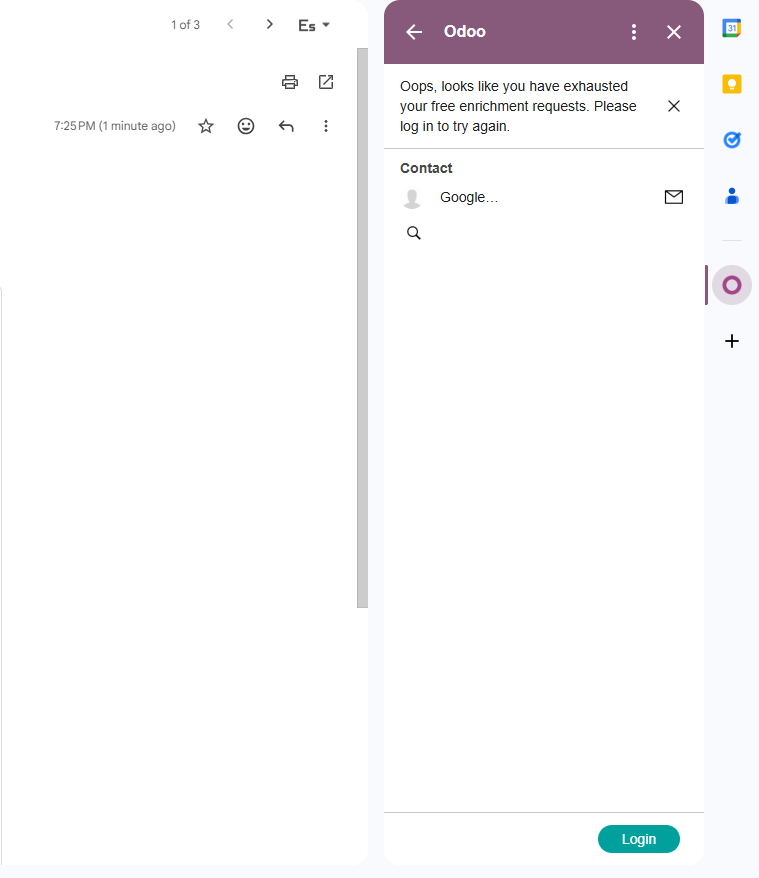 1 of 3
Es
7:25 PM (1 minute ago)
Odoo
Oops, looks like you have exhausted
your free enrichment requests. Please
log in to try again.
Contact
Google…
Login
31